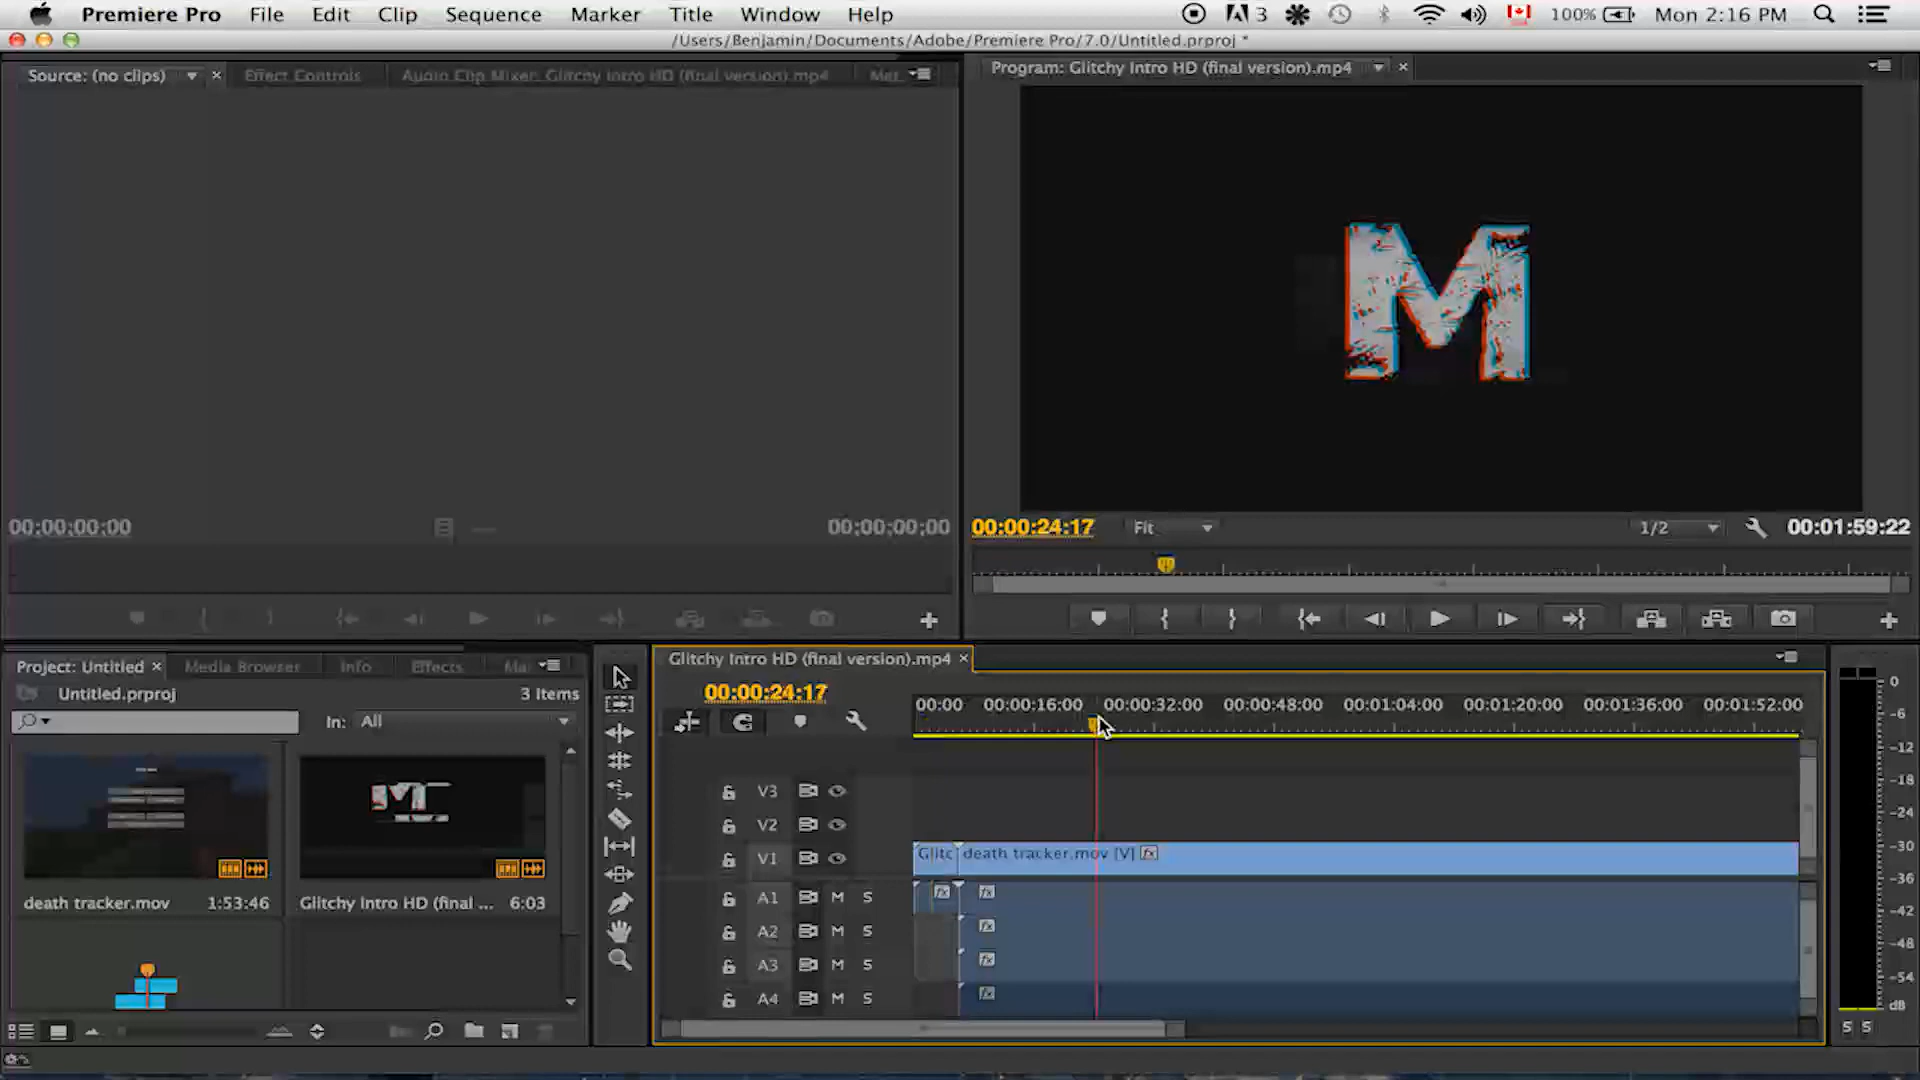 Premiere Pro File Edit Clip Sequence Marker Title Window Help 3 100% Mon 2:16 PM
/Users/Benjamin/Documents/Adobe/Premiere Pro/7.0/Untitled.prproj *
Source: (no clips) Effect Controls Audio Clip Mixer: Glitchy Intro HD (final version).mp4 Met
Program: Glitchy Intro HD (final version).mp4
M
00;00;00;00 00;00;00;00
00:00:24:17 Fit 1/2 00:01:59:22
Project: Untitled Media Browser Info Effects Ma
Untitled.prproj 3 Items
In: All
death tracker.mov 1:53:46
Glitchy Intro HD (final ... 6:03
Glitchy Intro HD (final version).mp4
00:00:24:17
00:00 00:00:16:00 00:00:32:00 00:00:48:00 00:01:04:00 00:01:20:00 00:01:36:00 00:01:52:00
V3
V2
V1 Glitc death tracker.mov [V] fx
A1 M S fx fx
A2 M S fx
A3 M S fx
A4 M S fx
0
-6
-12
-18
-24
-30
-36
-42
-48
-54
dB
S S